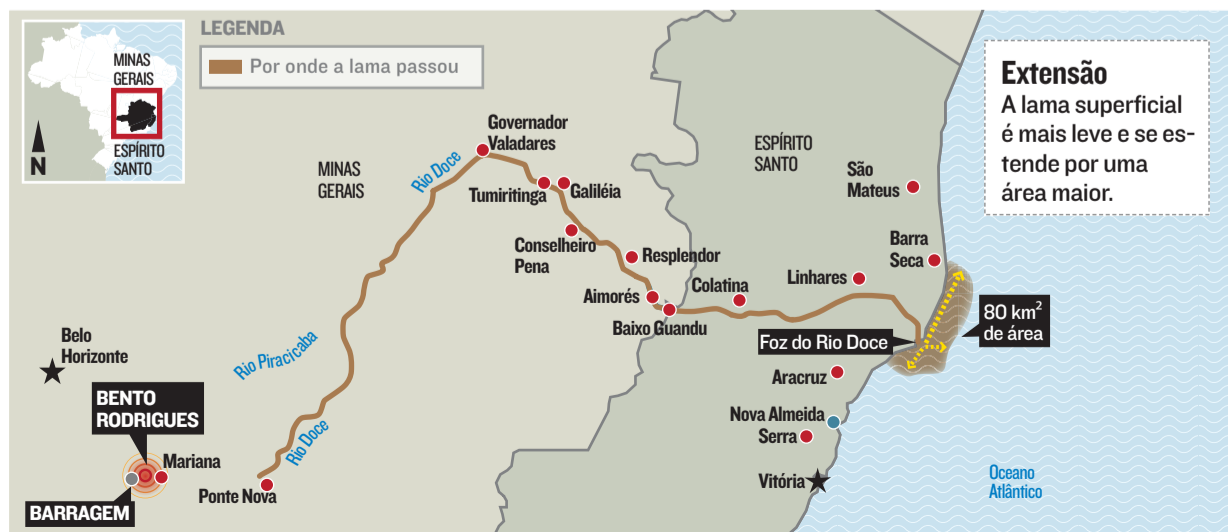 MINAS
GERAIS
ESPÍRITO
SANTO
N
LEGENDA
Por onde a lama passou
Extensão
A lama superficial
é mais leve e se es-
tende por uma
área maior.
Governador
Valadares
Rio Doce
MINAS
GERAIS
Tumiritinga
Galiléia
Conselheiro
Pena
Resplendor
Aimorés
Baixo Guandu
ESPÍRITO
SANTO
São
Mateus
Barra
Seca
Linhares
Colatina
80 km²
de área
Foz do Rio Doce
Aracruz
Nova Almeida
Serra
Vitória
Oceano
Atlântico
Belo
Horizonte
Rio Piracicaba
Rio Doce
BENTO
RODRIGUES
Mariana
Ponte Nova
BARRAGEM